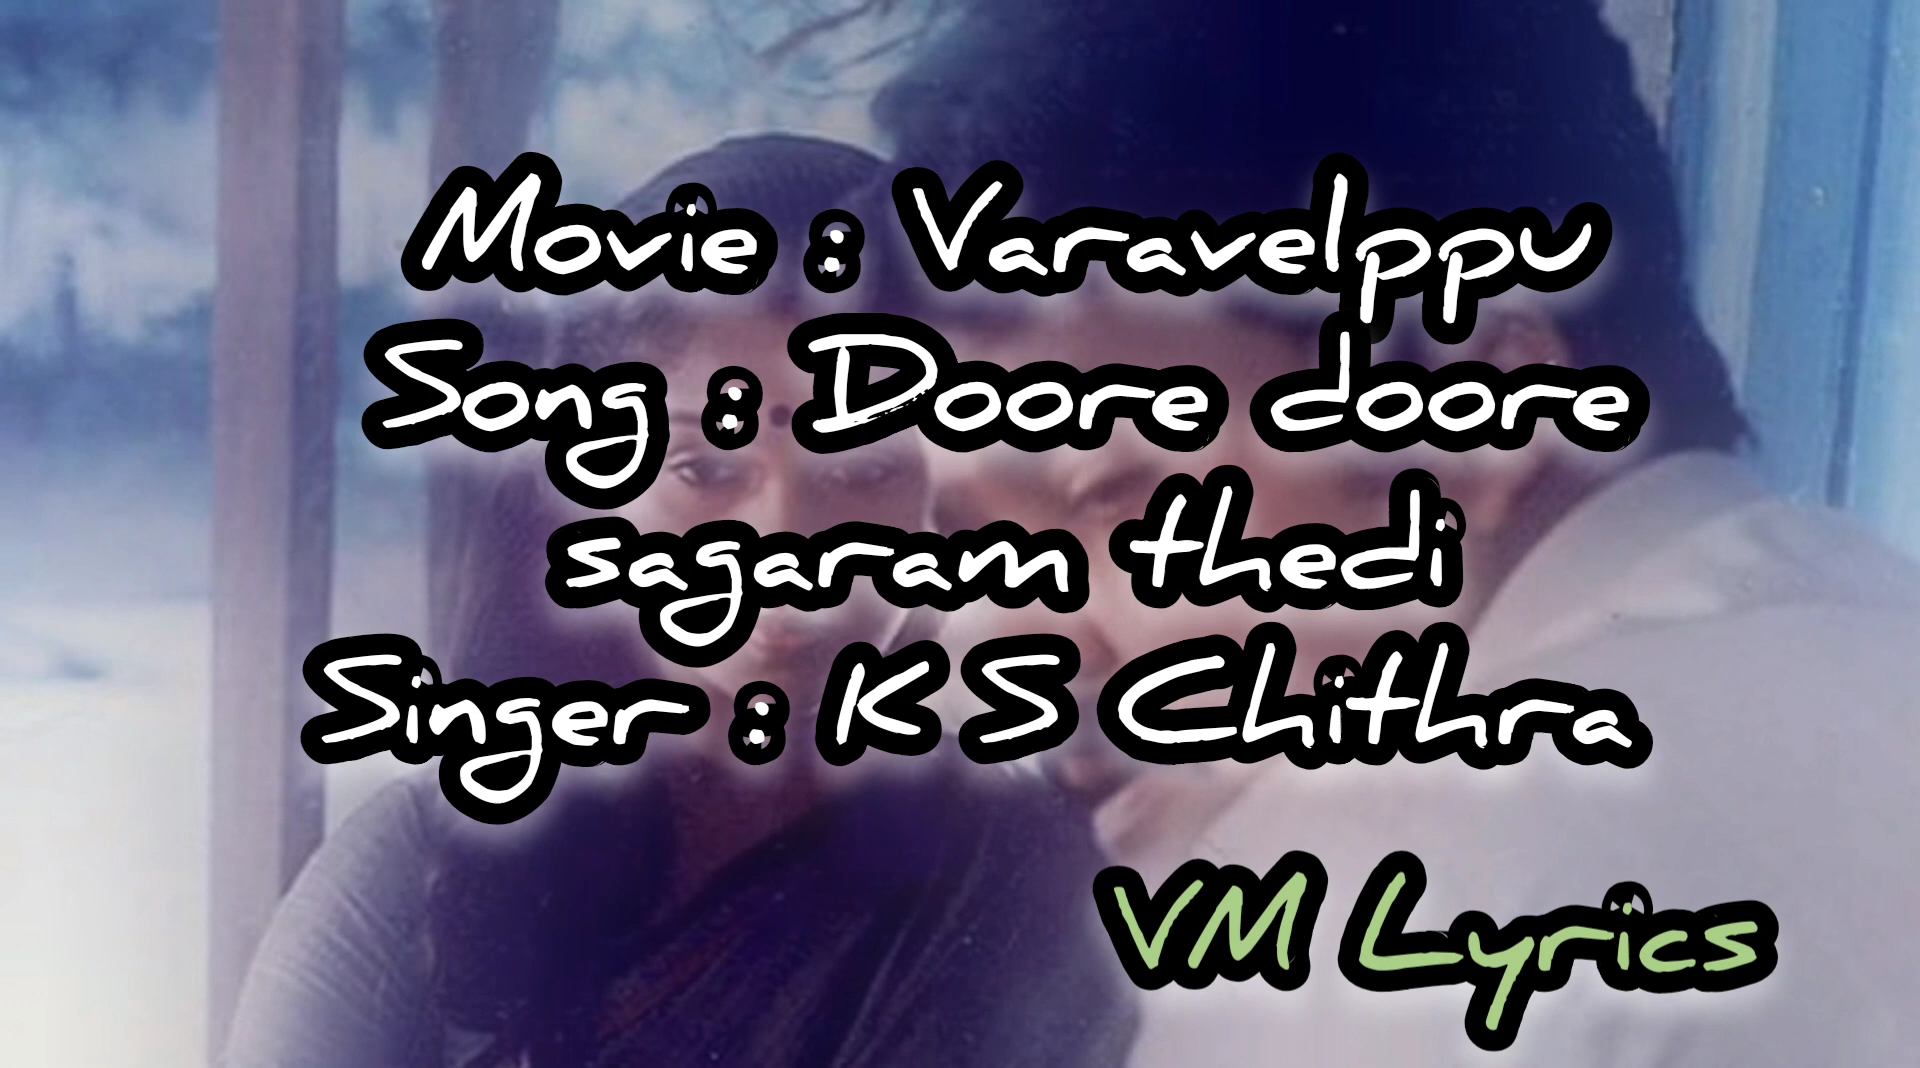 Movie : Varavelppu
Song : Doore doore
sagaram thedi
Singer : K S Chithra
VM Lyrics